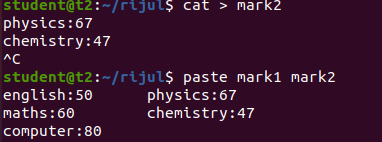 student@t2:~/rijul$ cat > mark2
physics:67
chemistry:47
^C
student@t2:~/rijul$ paste mark1 mark2
english:50      physics:67
maths:60        chemistry:47
computer:80